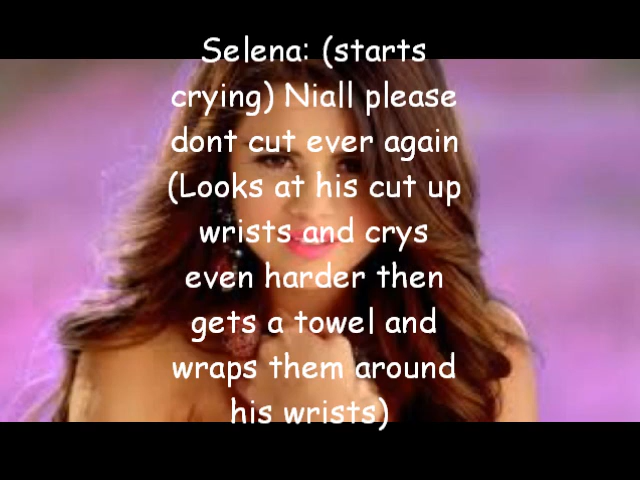 Selena: (starts
crying) Niall please
dont cut ever again
(Looks at his cut up
wrists and crys
even harder then
gets a towel and
wraps them around
his wrists)